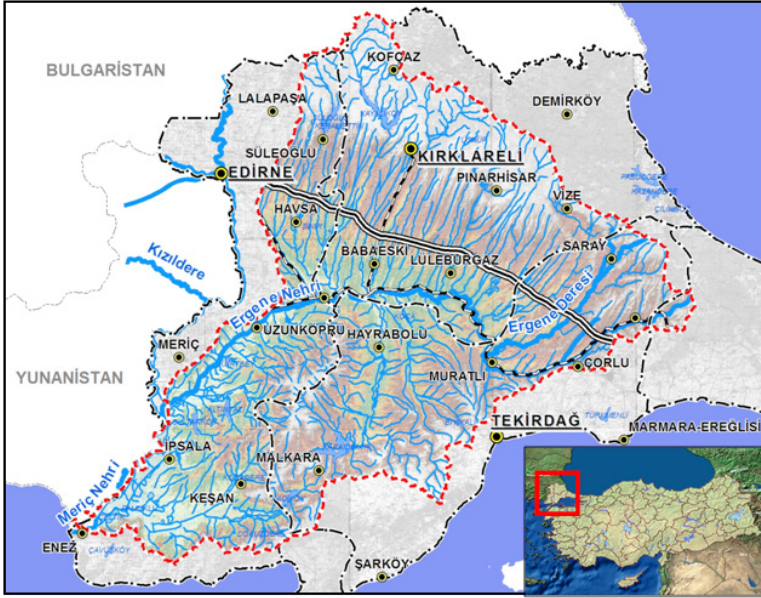 KOFÇAZ
BULGARİSTAN
LALAPAŞA
DEMİRKÖY
SÜLEOGLU
KIRKLARELİ
EDİRNE
PINARHİSAR
VİZE
HAVSA
SARAY
BABAESKİ
LÜLEBURGAZ
Kızıldere
Ergene Nehri
Ergene Deresi
UZUNKÖPRÜ
HAYRABOLU
MERİÇ
YUNANİSTAN
MURATLI
ÇORLU
TEKİRDAĞ
MARMARA-EREĞLİSİ
İPSALA
MALKARA
Meriç Nehri
KEŞAN
ENEZ
ÇAVUŞKÖY
ŞARKÖY